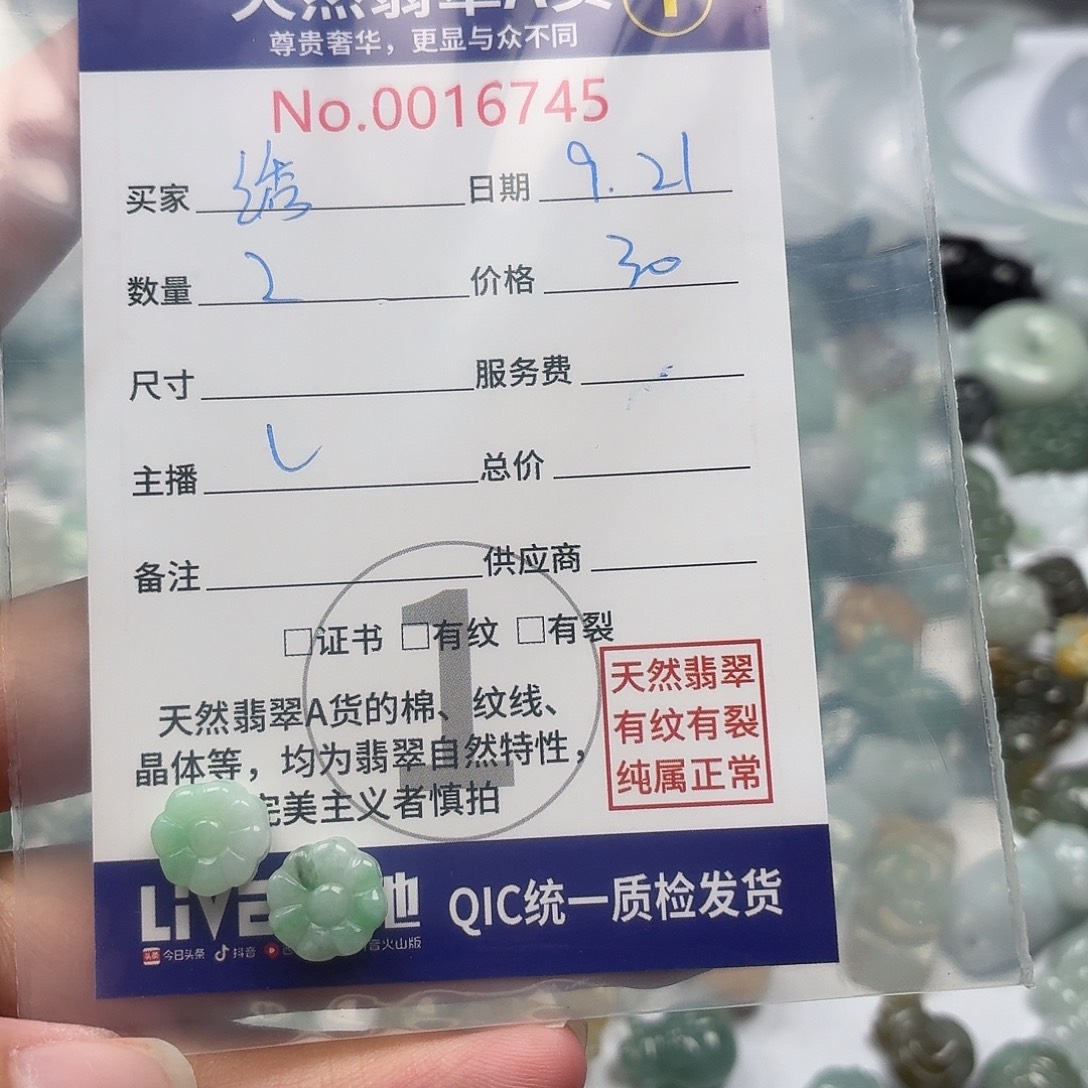 天然翡翠A货
尊贵奢华，更显与众不同
No.0016745
买家 日期 9.21
数量 2 价格 30
尺寸 服务费
主播 总价
备注 供应商
□证书 □有纹 □有裂
天然翡翠A货的棉、纹线、
晶体等，均为翡翠自然特性，
完美主义者慎拍
天然翡翠
有纹有裂
纯属正常
1
QIC统一质检发货
头条 今日头条 抖音 音火山版